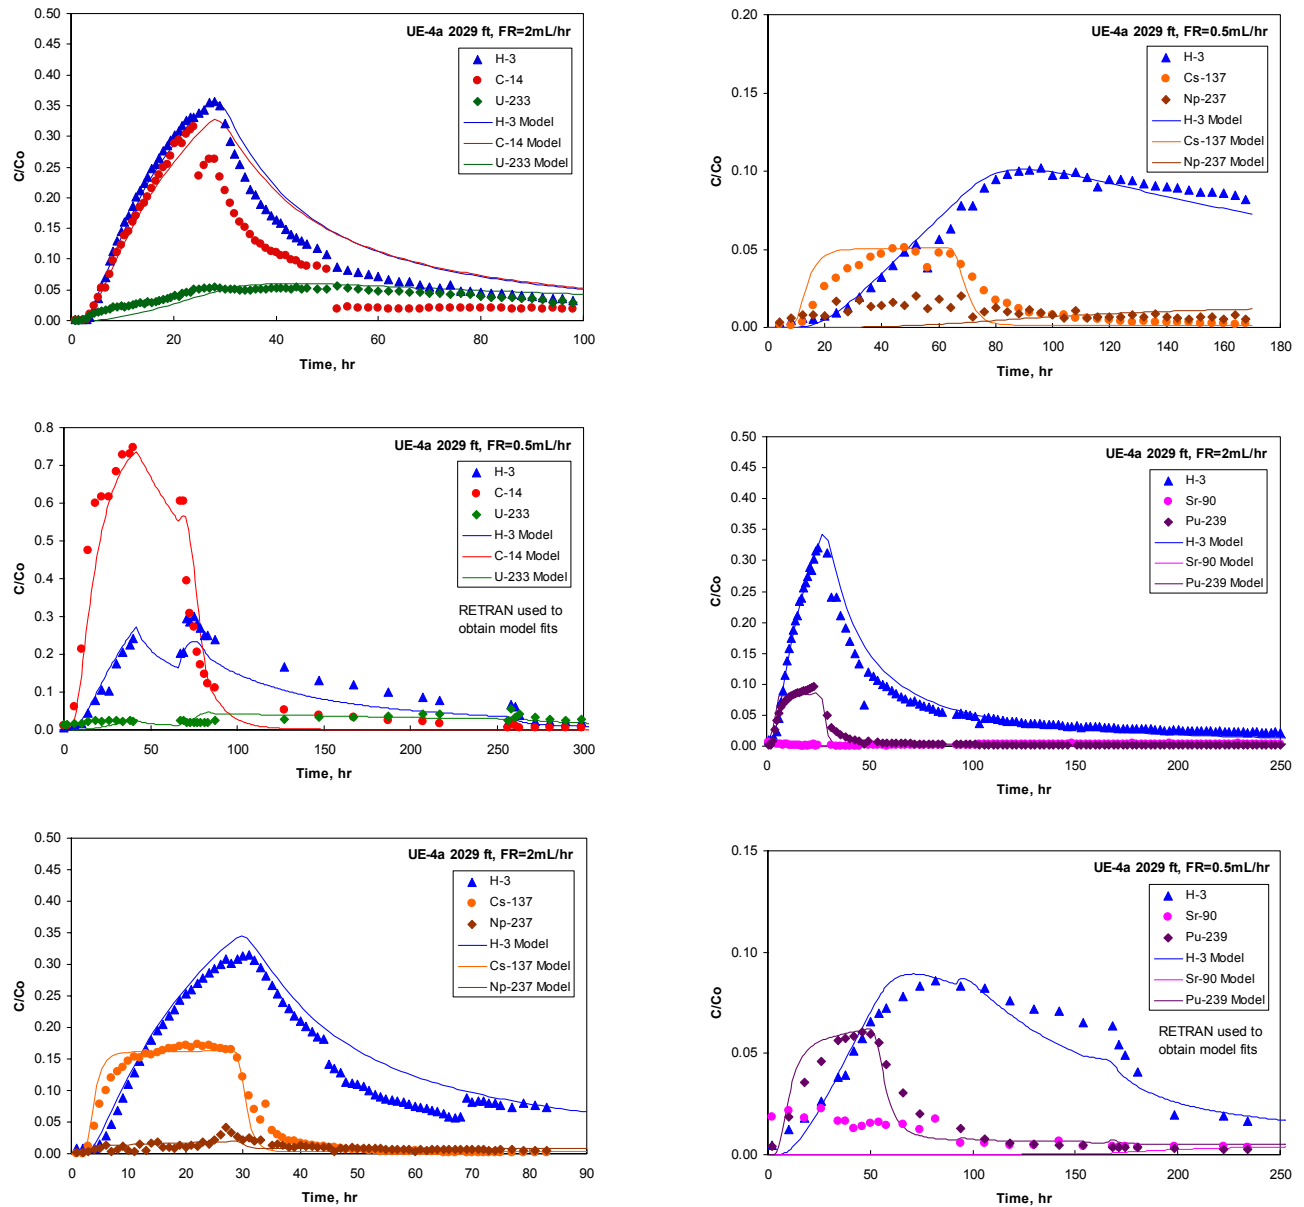 UE-4a 2029 ft, FR=2mL/hr
H-3
C-14
U-233
H-3 Model
C-14 Model
U-233 Model
C/Co
0.50
0.45
0.40
0.35
0.30
0.25
0.20
0.15
0.10
0.05
0.00
0 20 40 60 80 100
Time, hr
UE-4a 2029 ft, FR=0.5mL/hr
H-3
Cs-137
Np-237
H-3 Model
Cs-137 Model
Np-237 Model
C/Co
0.20
0.15
0.10
0.05
0.00
0 20 40 60 80 100 120 140 160 180
Time, hr
UE-4a 2029 ft, FR=0.5mL/hr
H-3
C-14
U-233
H-3 Model
C-14 Model
U-233 Model
RETRAN used to
obtain model fits
C/Co
0.8
0.7
0.6
0.5
0.4
0.3
0.2
0.1
0.0
0 50 100 150 200 250 300
Time, hr
UE-4a 2029 ft, FR=2mL/hr
H-3
Sr-90
Pu-239
H-3 Model
Sr-90 Model
Pu-239 Model
C/Co
0.50
0.45
0.40
0.35
0.30
0.25
0.20
0.15
0.10
0.05
0.00
0 50 100 150 200 250
Time, hr
UE-4a 2029 ft, FR=2mL/hr
H-3
Cs-137
Np-237
H-3 Model
Cs-137 Model
Np-237 Model
C/Co
0.50
0.45
0.40
0.35
0.30
0.25
0.20
0.15
0.10
0.05
0.00
0 10 20 30 40 50 60 70 80 90
Time, hr
UE-4a 2029 ft, FR=0.5mL/hr
H-3
Sr-90
Pu-239
H-3 Model
Sr-90 Model
Pu-239 Model
RETRAN used to
obtain model fits
C/Co
0.15
0.10
0.05
0.00
0 50 100 150 200 250
Time, hr